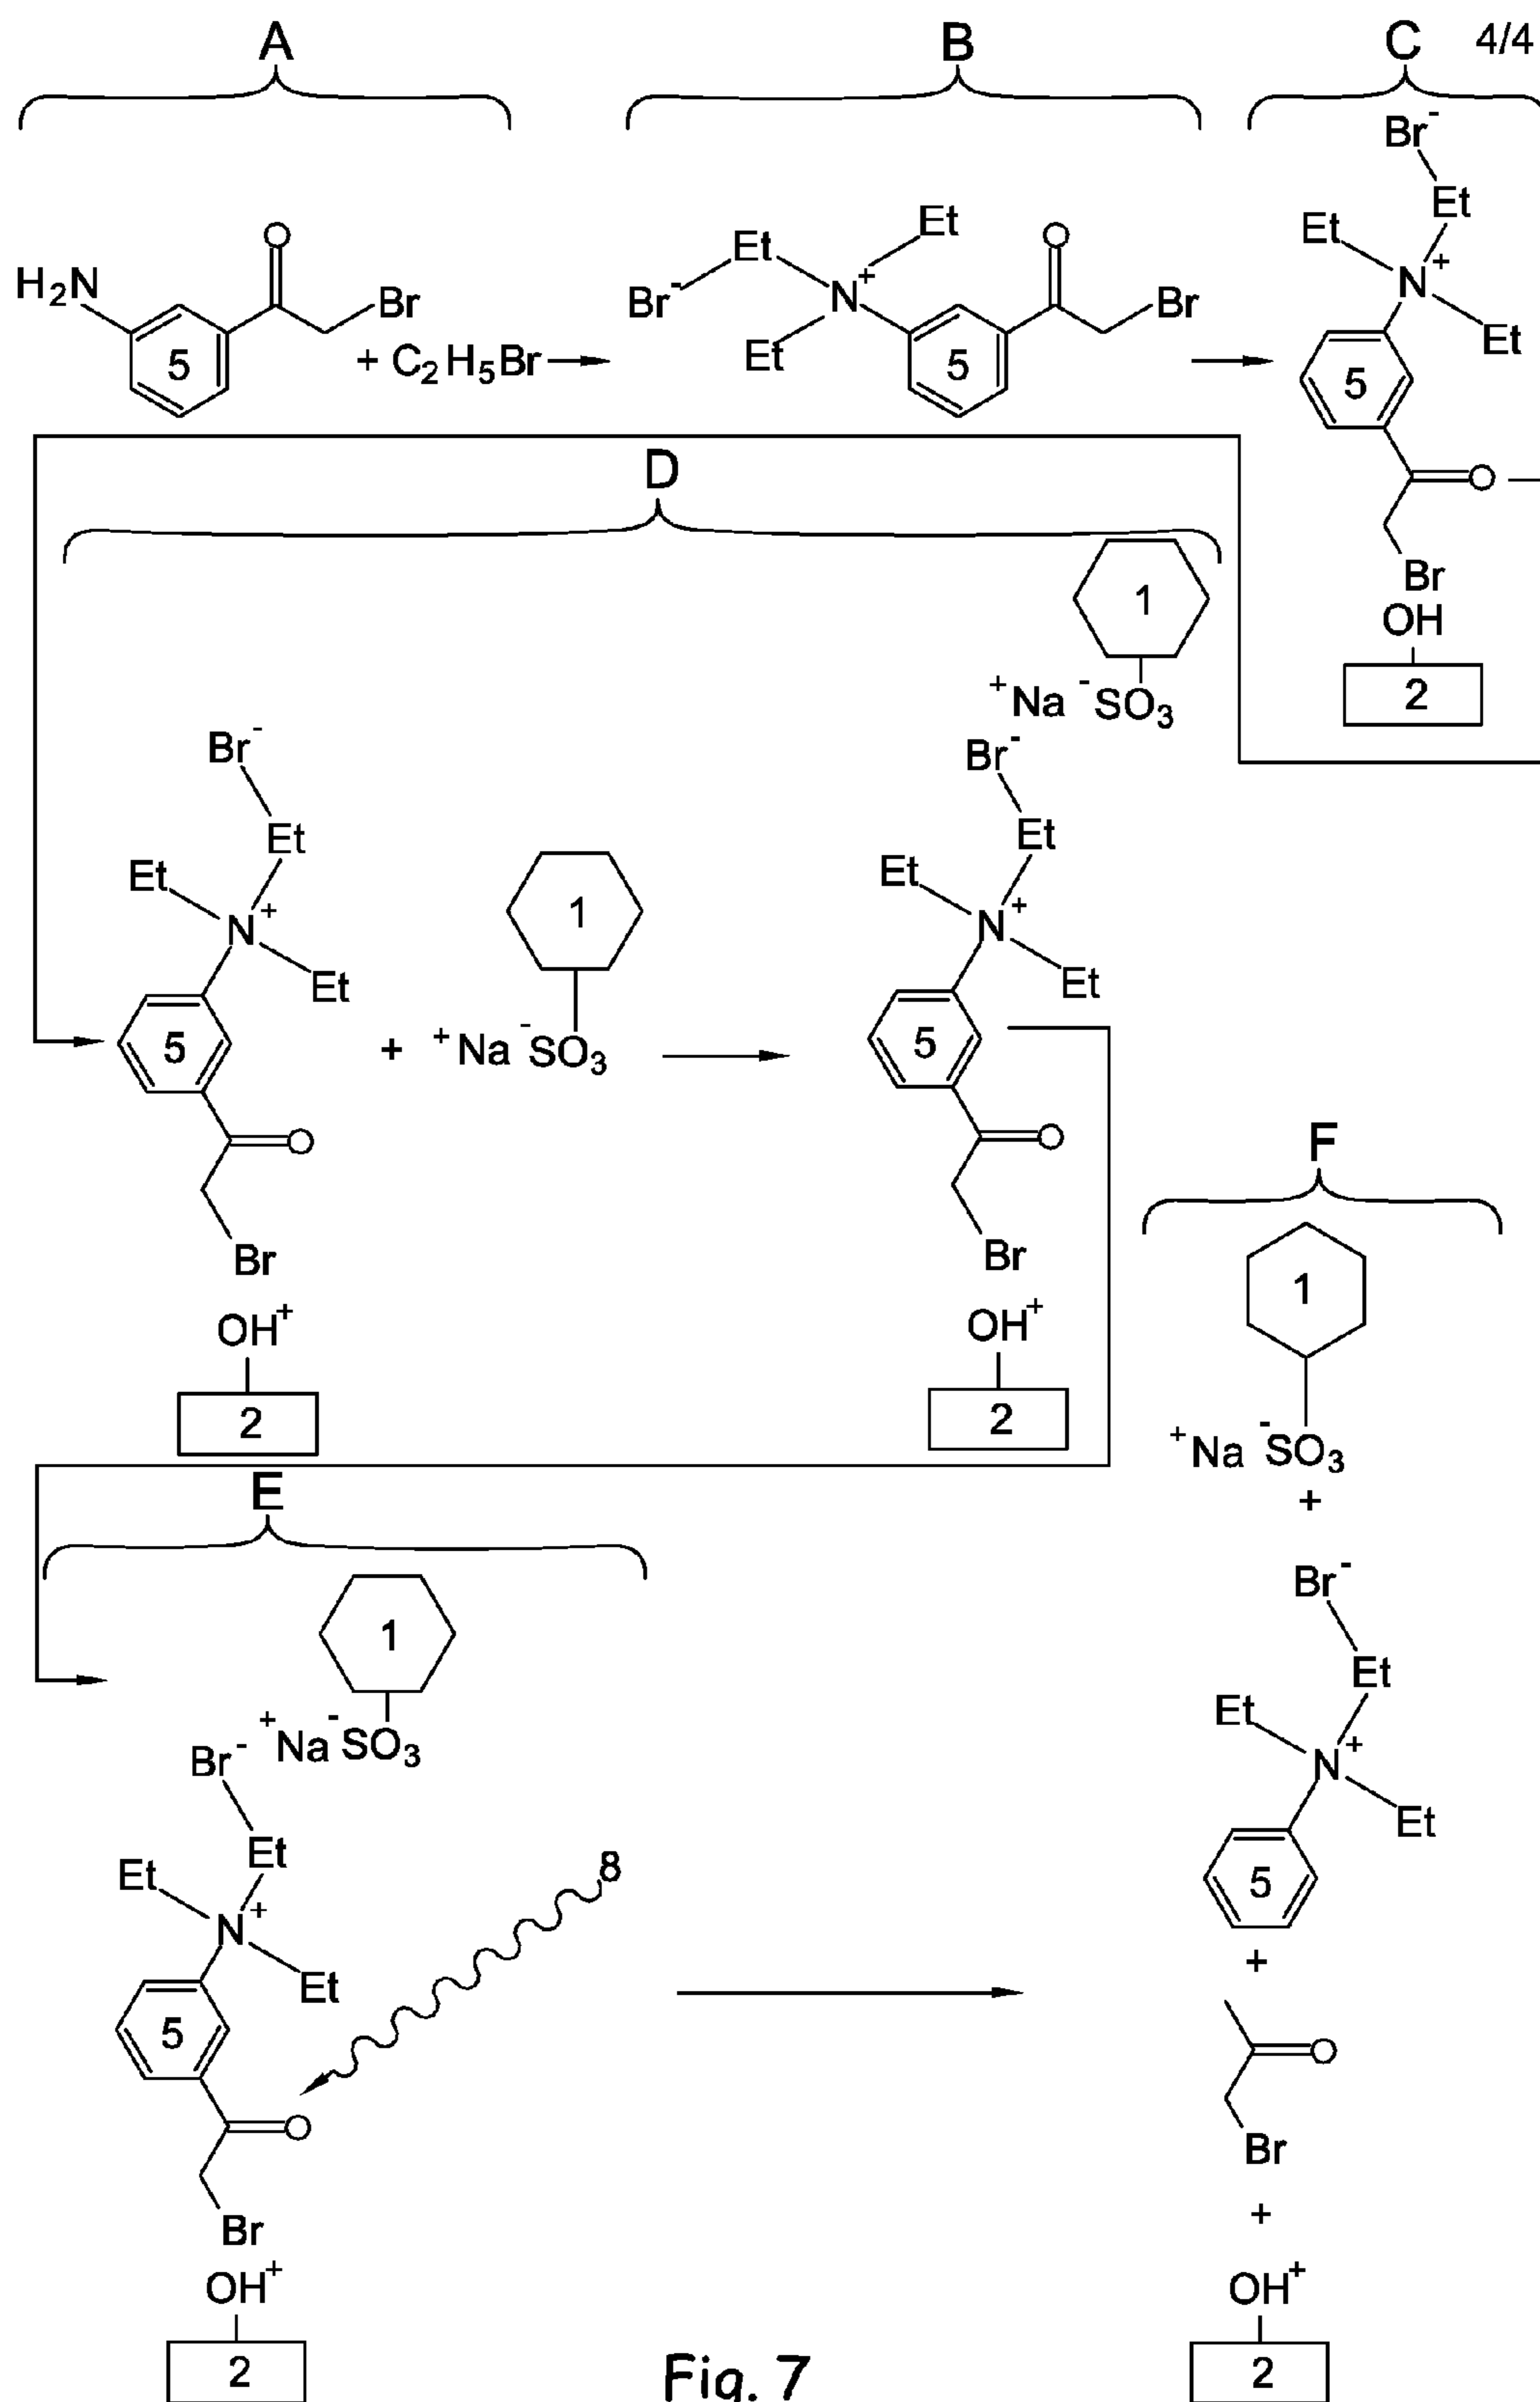 A
B
C
4/4
H₂N
O
Br
5
+ C₂H₅Br
Br⁻
Et
Et
N⁺
Et
5
O
Br
Br⁻
Et
Et
N⁺
Et
5
O
Br
OH
2
D
1
⁺Na ⁻SO₃
Br⁻
Et
Et
N⁺
Et
5
O
Br
OH⁺
2
+
1
⁺Na ⁻SO₃
Br⁻
Et
Et
N⁺
Et
5
O
Br
OH⁺
2
E
1
⁺Na ⁻SO₃
Br⁻
Et
Et
N⁺
Et
5
8
O
Br
OH⁺
2
F
1
⁺Na ⁻SO₃
+
Br⁻
Et
Et
N⁺
Et
5
+
O
Br
+
OH⁺
2
Fig. 7